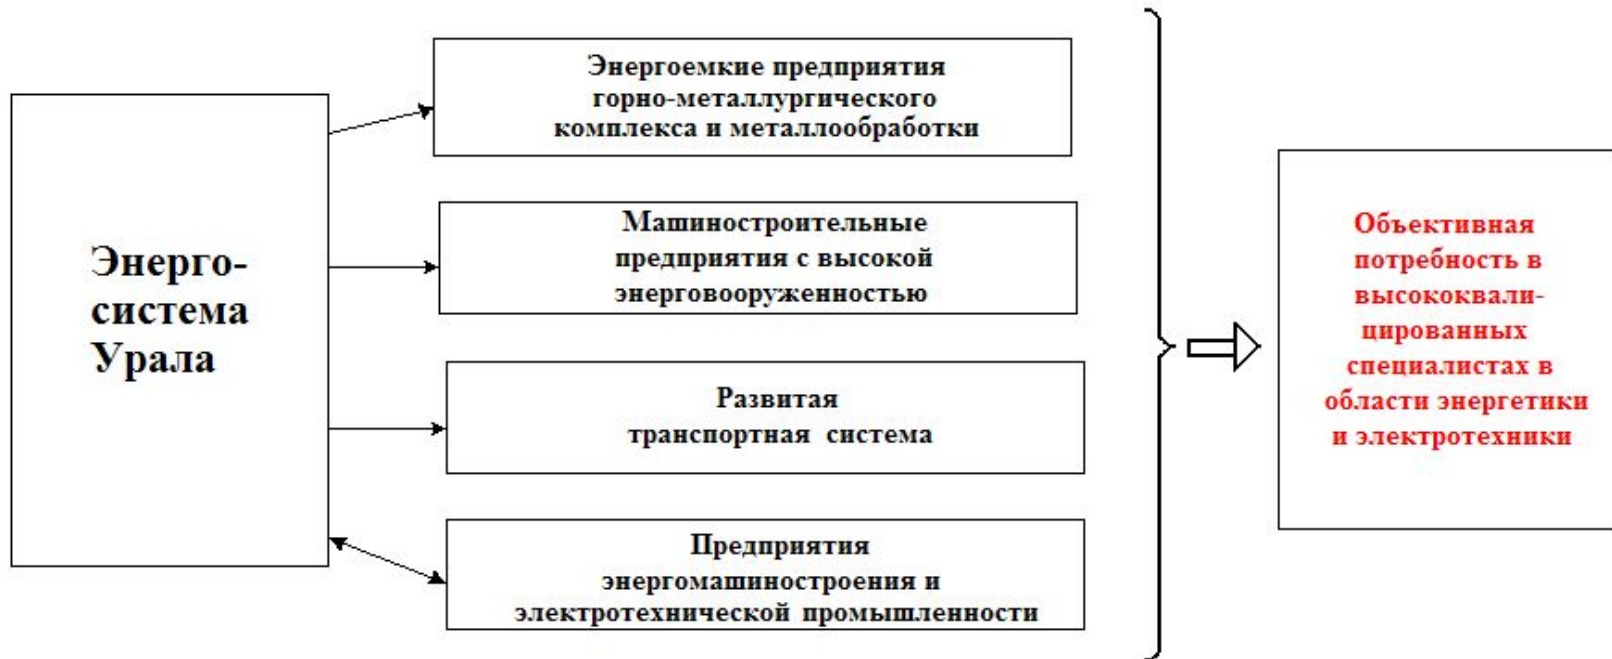 Энерго-
система
Урала
Энергоемкие предприятия
горно-металлургического
комплекса и металлообработки
Машиностроительные
предприятия с высокой
энерговооруженностью
Развитая
транспортная система
Предприятия
энергомашиностроения и
электротехнической промышленности
Объективная
потребность в
высококвали-
цированных
специалистах в
области энергетики
и электротехники